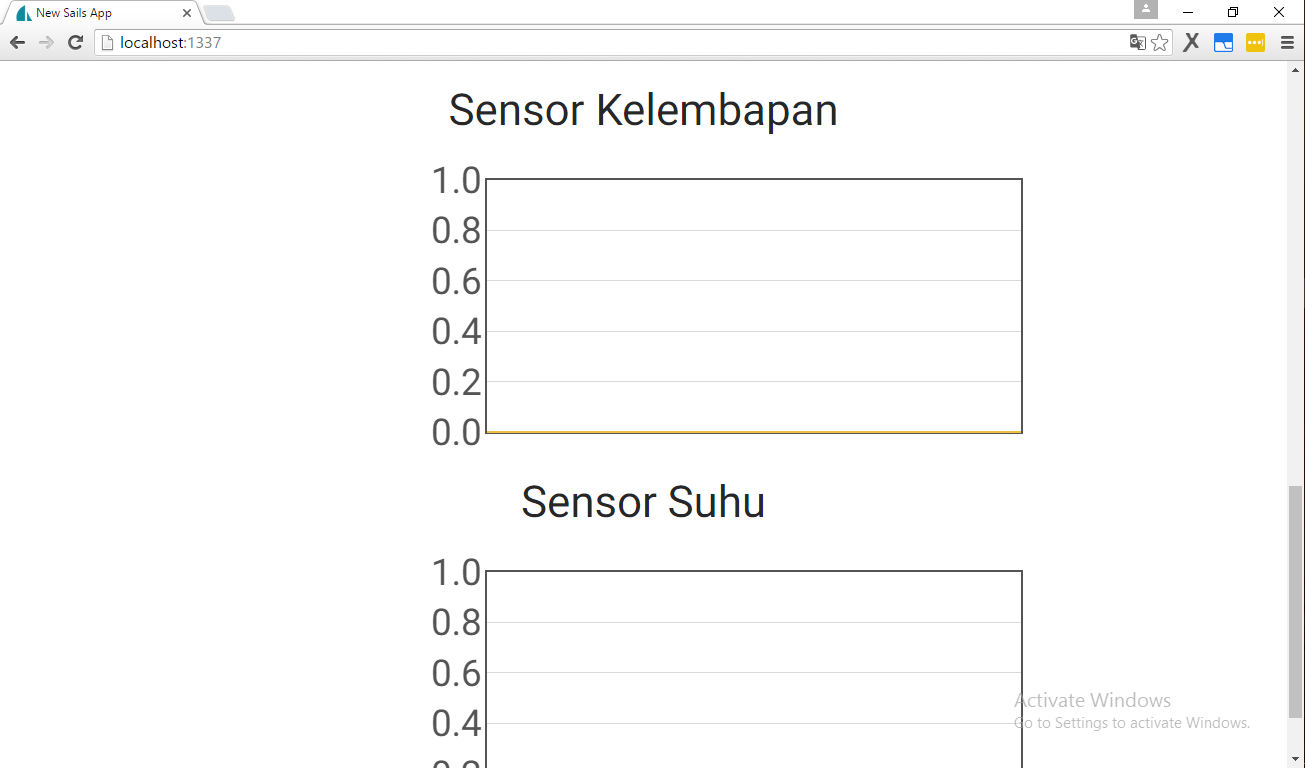 New Sails App
localhost:1337
Sensor Kelembapan
1.0
0.8
0.6
0.4
0.2
0.0
Sensor Suhu
1.0
0.8
0.6
0.4
Activate Windows
Go to Settings to activate Windows.